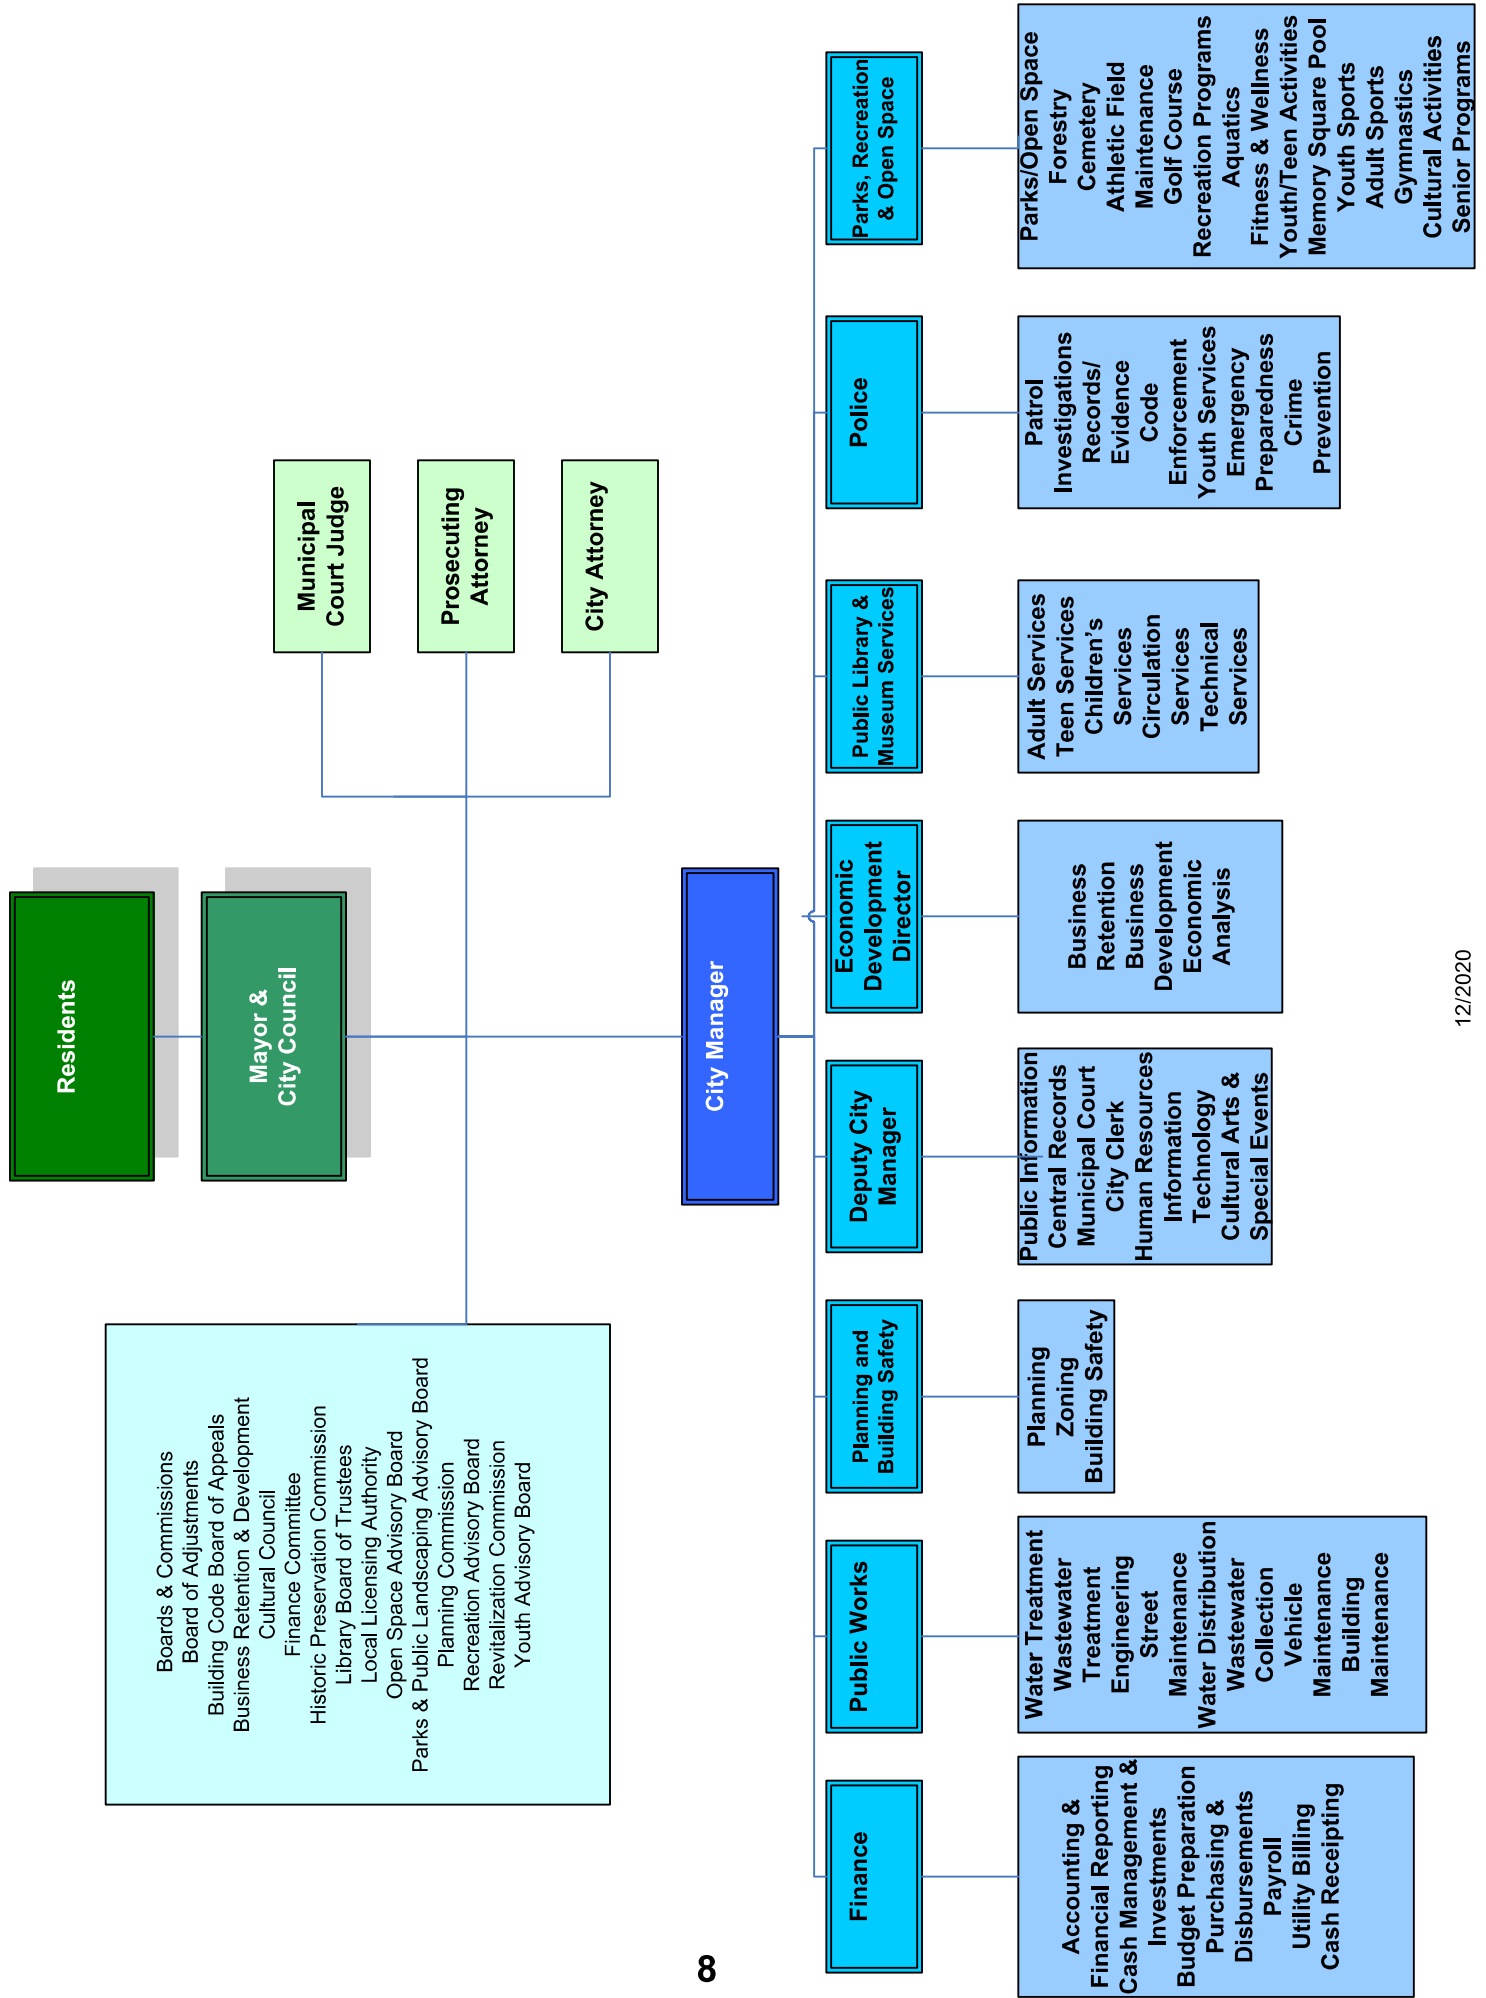 Residents
Mayor &
City Council
Municipal
Court Judge
Prosecuting
Attorney
City Attorney
Boards & Commissions
Board of Adjustments
Building Code Board of Appeals
Business Retention & Development
Cultural Council
Finance Committee
Historic Preservation Commission
Library Board of Trustees
Local Licensing Authority
Open Space Advisory Board
Parks & Public Landscaping Advisory Board
Planning Commission
Recreation Advisory Board
Revitalization Commission
Youth Advisory Board
City Manager
Finance
Public Works
Planning and
Building Safety
Deputy City
Manager
Economic
Development
Director
Public Library &
Museum Services
Police
Parks, Recreation
& Open Space
Accounting &
Financial Reporting
Cash Management &
Investments
Budget Preparation
Purchasing &
Disbursements
Payroll
Utility Billing
Cash Receipting
Water Treatment
Wastewater
Treatment
Engineering
Street
Maintenance
Water Distribution
Wastewater
Collection
Vehicle
Maintenance
Building
Maintenance
Planning
Zoning
Building Safety
Public Information
Central Records
Municipal Court
City Clerk
Human Resources
Information
Technology
Cultural Arts &
Special Events
Business
Retention
Business
Development
Economic
Analysis
Adult Services
Teen Services
Children’s
Services
Circulation
Services
Technical
Services
Patrol
Investigations
Records/
Evidence
Code
Enforcement
Youth Services
Emergency
Preparedness
Crime
Prevention
Parks/Open Space
Forestry
Cemetery
Athletic Field
Maintenance
Golf Course
Recreation Programs
Aquatics
Fitness & Wellness
Youth/Teen Activities
Memory Square Pool
Youth Sports
Adult Sports
Gymnastics
Cultural Activities
Senior Programs
12/2020
8